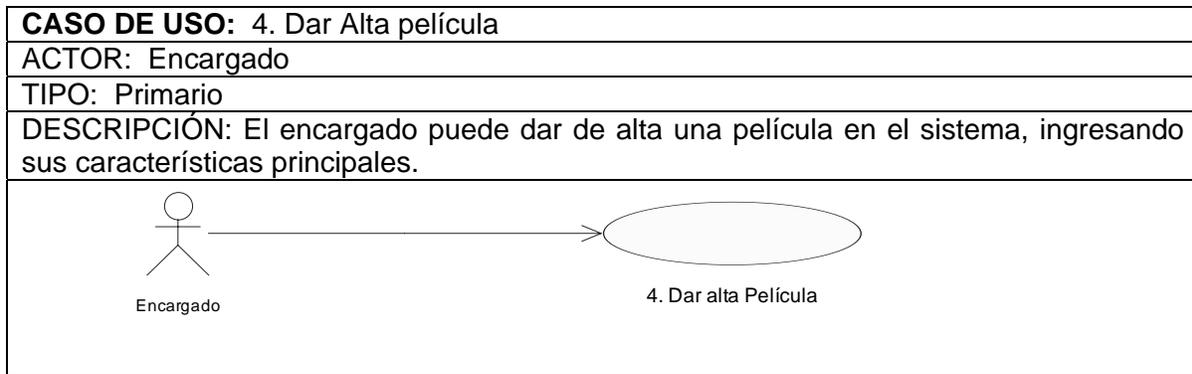 CASO DE USO: 4. Dar Alta película
ACTOR: Encargado
TIPO: Primario
DESCRIPCIÓN: El encargado puede dar de alta una película en el sistema, ingresando
sus características principales.
Encargado
4. Dar alta Película